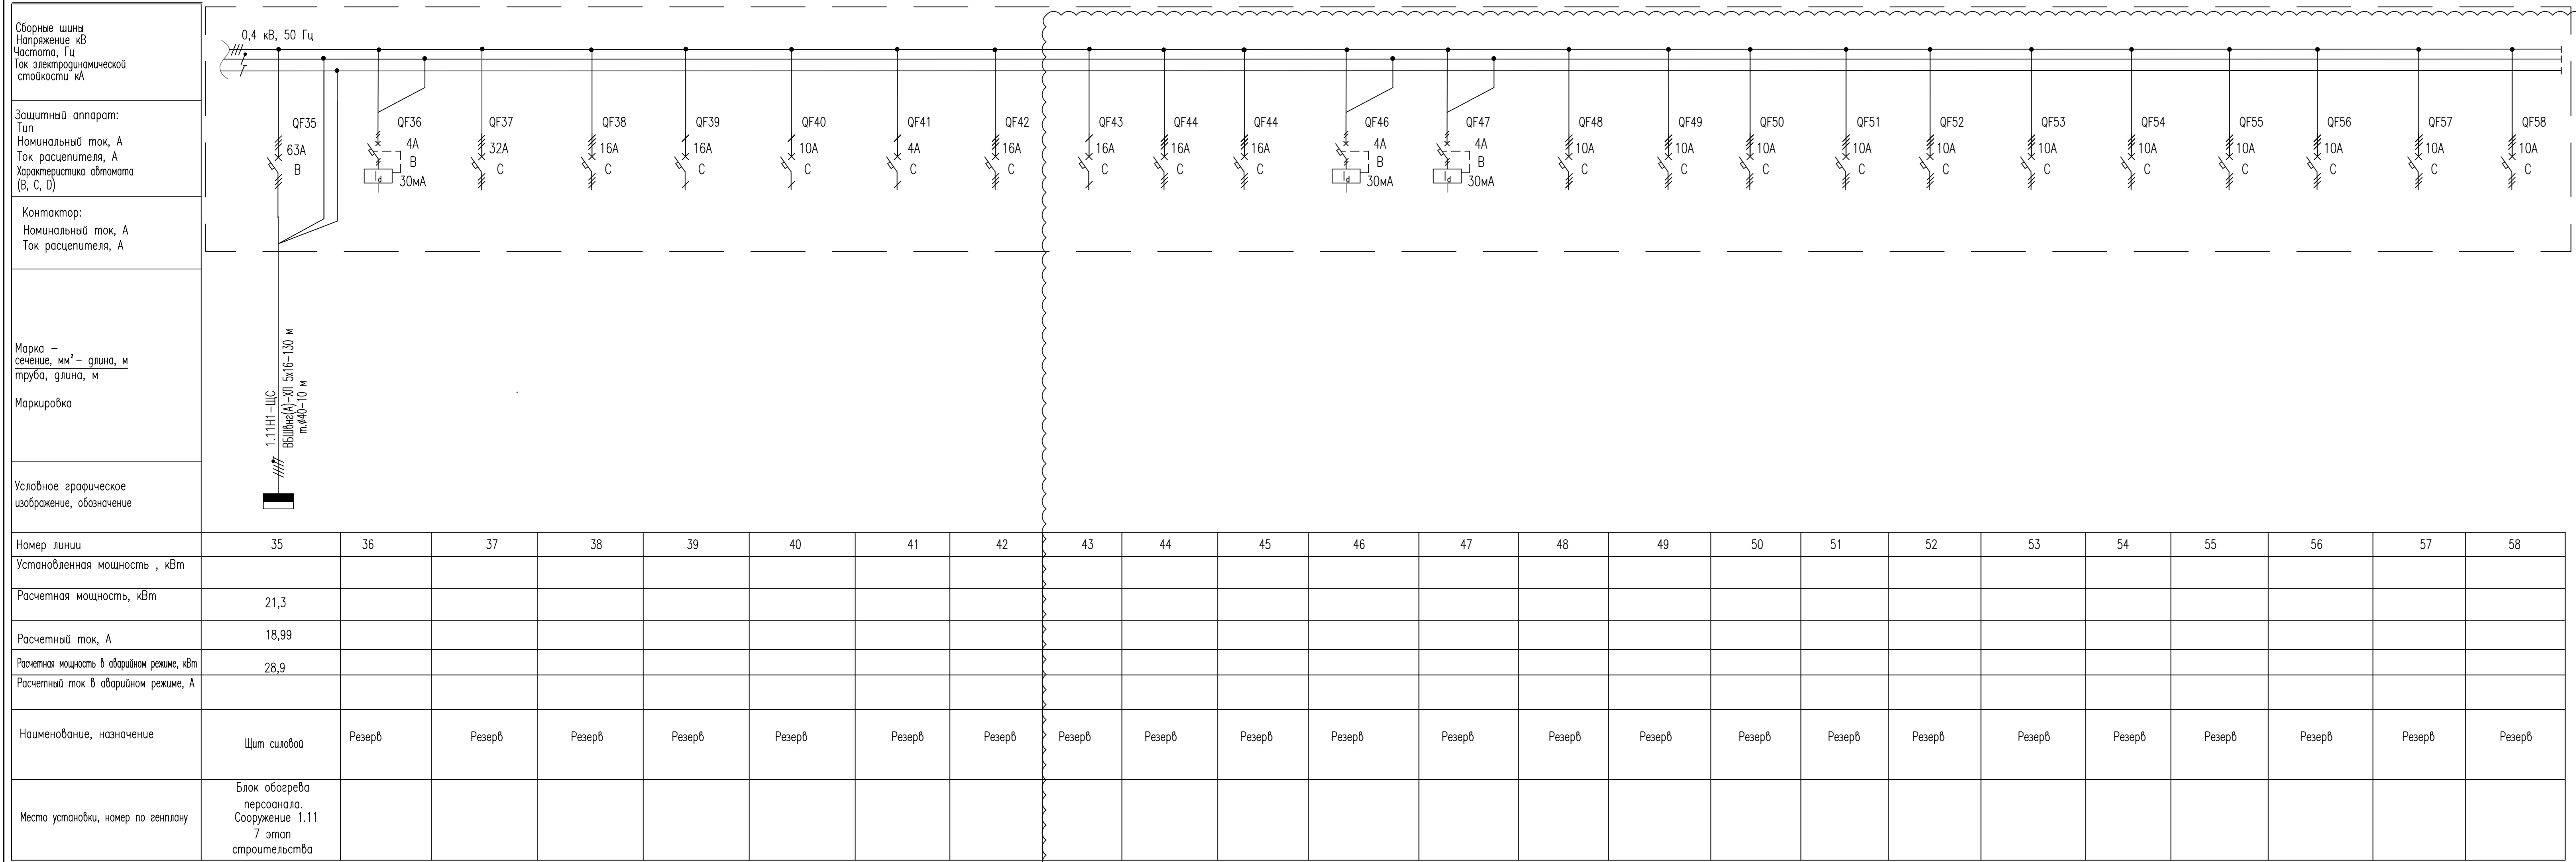 Сборные шины
Напряжение кВ
Частота, Гц
Ток электродинамической
стойкости кА
0,4 кВ, 50 Гц
Защитный аппарат:
Тип
Номинальный ток, А
Ток расцепителя, А
Характеристика автомата
(В, С, D)
QF35
63А
В
QF36
4А
В
30мА
Id
QF37
32А
С
QF38
16А
С
QF39
16А
С
QF40
10А
С
QF41
4А
С
QF42
16А
С
QF43
16А
С
QF44
16А
С
QF44
16А
С
QF46
4А
В
30мА
Id
QF47
4А
В
30мА
Id
QF48
10А
С
QF49
10А
С
QF50
10А
С
QF51
10А
С
QF52
10А
С
QF53
10А
С
QF54
10А
С
QF55
10А
С
QF56
10А
С
QF57
10А
С
QF58
10А
С
Контактор:
Номинальный ток, А
Ток расцепителя, А
Марка –
сечение, мм² – длина, м
труба, длина, м
Маркировка
1.11Н1-ЩС
ВБШвнг(А)-ХЛ 5х16-130 м
т.ø40-10 м
Условное графическое
изображение, обозначение
Номер линии 35 36 37 38 39 40 41 42 43 44 45 46 47 48 49 50 51 52 53 54 55 56 57 58
Установленная мощность , кВт
Расчетная мощность, кВт 21,3
Расчетный ток, А 18,99
Расчетная мощность в аварийном режиме, кВт 28,9
Расчетный ток в аварийном режиме, А
Наименование, назначение Щит силовой Резерв Резерв Резерв Резерв Резерв Резерв Резерв Резерв Резерв Резерв Резерв Резерв Резерв Резерв Резерв Резерв Резерв Резерв Резерв Резерв Резерв Резерв Резерв
Место установки, номер по генплану
Блок обогрева
персоанала.
Сооружение 1.11
7 этап
строительства